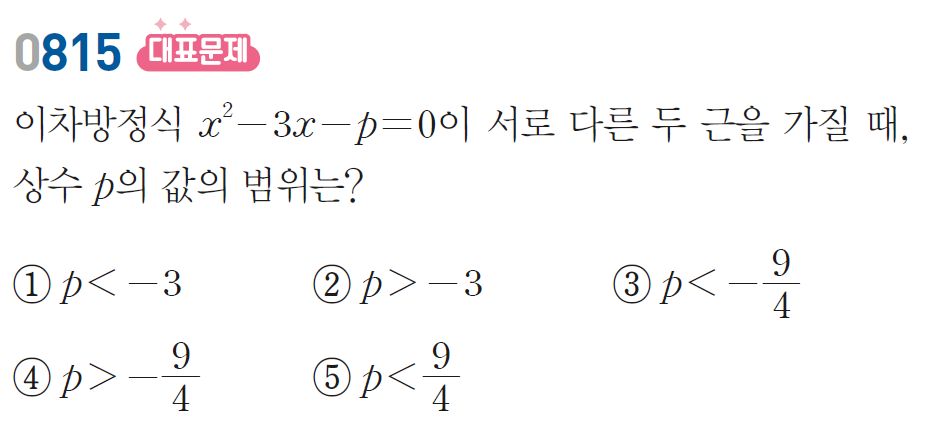 0815 대표문제
이차방정식 x²-3x-p=0이 서로 다른 두 근을 가질 때,
상수 p의 값의 범위는?
① p<-3 ② p>-3 ③ p<-9/4
④ p>-9/4 ⑤ p<9/4